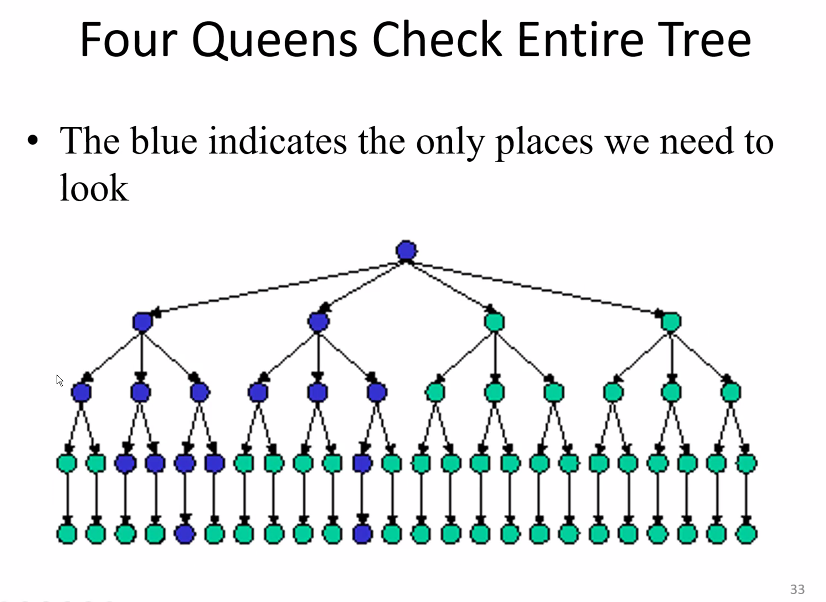 Four Queens Check Entire Tree
• The blue indicates the only places we need to
look
33